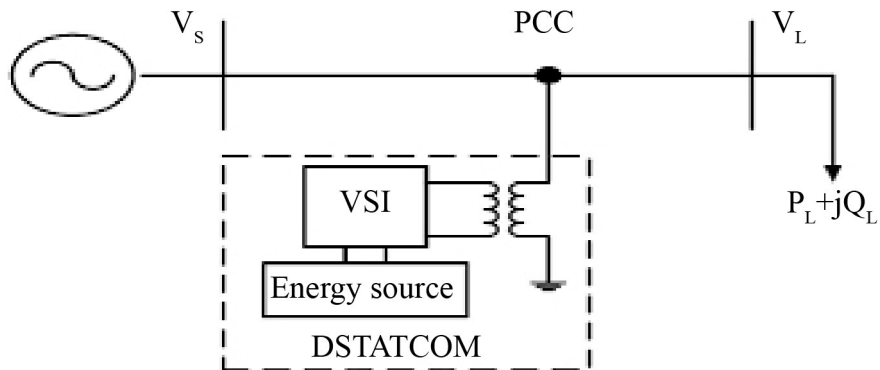 V_S
PCC
V_L
VSI
P_L+jQ_L
Energy source
DSTATCOM